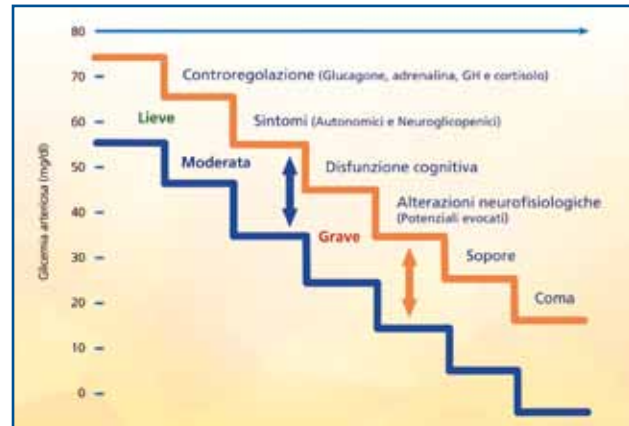 80
70
60
50
40
30
20
10
0
Glicemia arteriosa (mg/dl)
Controregolazione (Glucagone, adrenalina, GH e cortisolo)
Lieve
Sintomi (Autonomici e Neuroglicopenici)
Moderata
Disfunzione cognitiva
Alterazioni neurofisiologiche
(Potenziali evocati)
Grave
Sopore
Coma